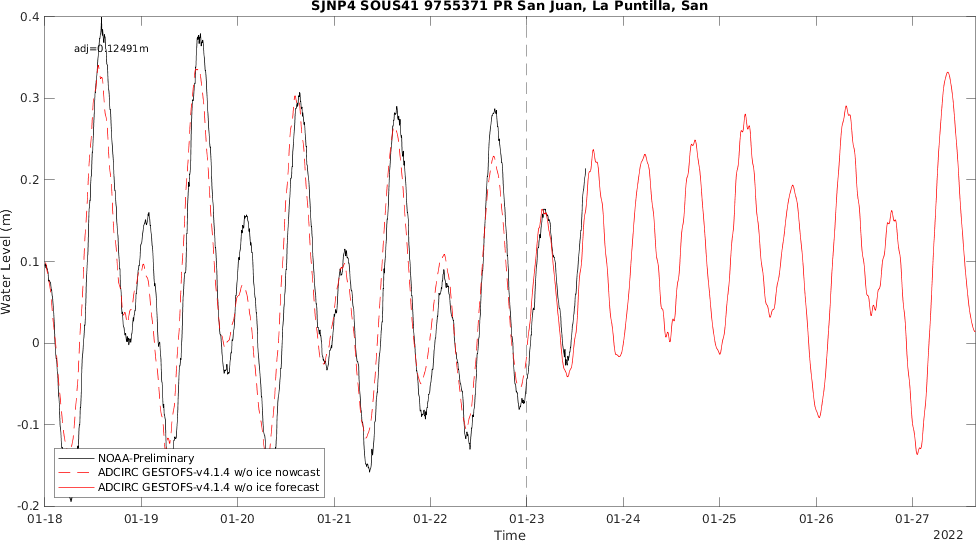 SJNP4 SOUS41 9755371 PR San Juan, La Puntilla, San
adj=0.12491m
0.4
0.3
0.2
0.1
0
-0.1
-0.2
Water Level (m)
NOAA-Preliminary
ADCIRC GESTOFS-v4.1.4 w/o ice nowcast
ADCIRC GESTOFS-v4.1.4 w/o ice forecast
01-18 01-19 01-20 01-21 01-22 01-23 01-24 01-25 01-26 01-27
Time
2022